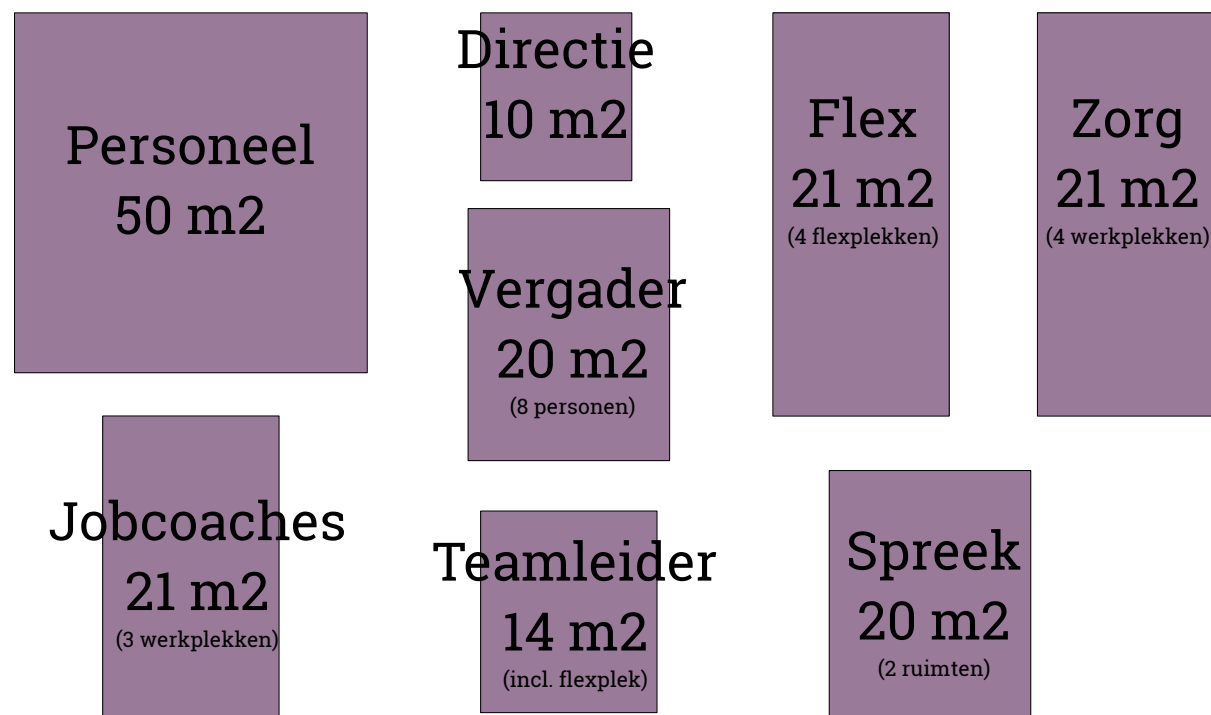 Personeel
50 m2
Directie
10 m2
Flex
21 m2
(4 flexplekken)
Zorg
21 m2
(4 werkplekken)
Vergader
20 m2
(8 personen)
Jobcoaches
21 m2
(3 werkplekken)
Teamleider
14 m2
(incl. flexplek)
Spreek
20 m2
(2 ruimten)